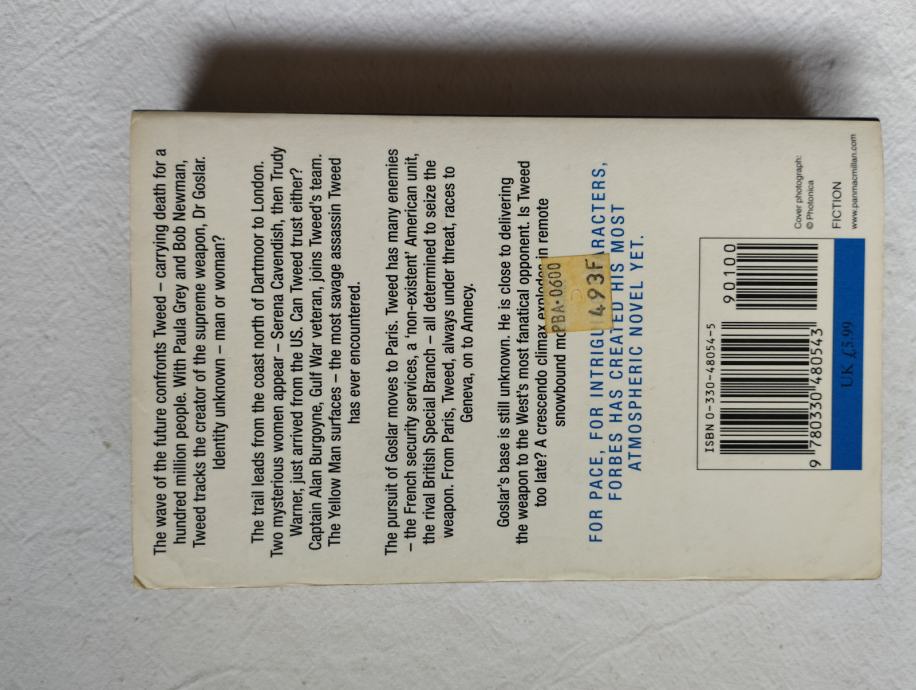 The wave of the future confronts Tweed – carrying death for a
hundred million people. With Paula Grey and Bob Newman,
Tweed tracks the creator of the supreme weapon, Dr Goslar.
Identity unknown – man or woman?
The trail leads from the coast north of Dartmoor to London.
Two mysterious women appear – Serena Cavendish, then Trudy
Warner, just arrived from the US. Can Tweed trust either?
Captain Alan Burgoyne, Gulf War veteran, joins Tweed's team.
The Yellow Man surfaces – the most savage assassin Tweed
has ever encountered.
The pursuit of Goslar moves to Paris. Tweed has many enemies
– the French security services, a 'non-existent' American unit,
the rival British Special Branch – all determined to seize the
weapon. From Paris, Tweed, always under threat, races to
Geneva, on to Annecy.
Goslar's base is still unknown. He is close to delivering
the weapon to the West's most fanatical opponent. Is Tweed
too late? A crescendo climax explodes in remote
snowbound
PBA·0600
493F
FOR PACE, FOR INTRIGU ARACTERS,
FORBES HAS CREATED HIS MOST
ATMOSPHERIC NOVEL YET.
Cover photograph:
© Photonica
FICTION
www.panmacmillan.com
ISBN 0-330-48054-5
90100
9 780330 480543
UK £5.99